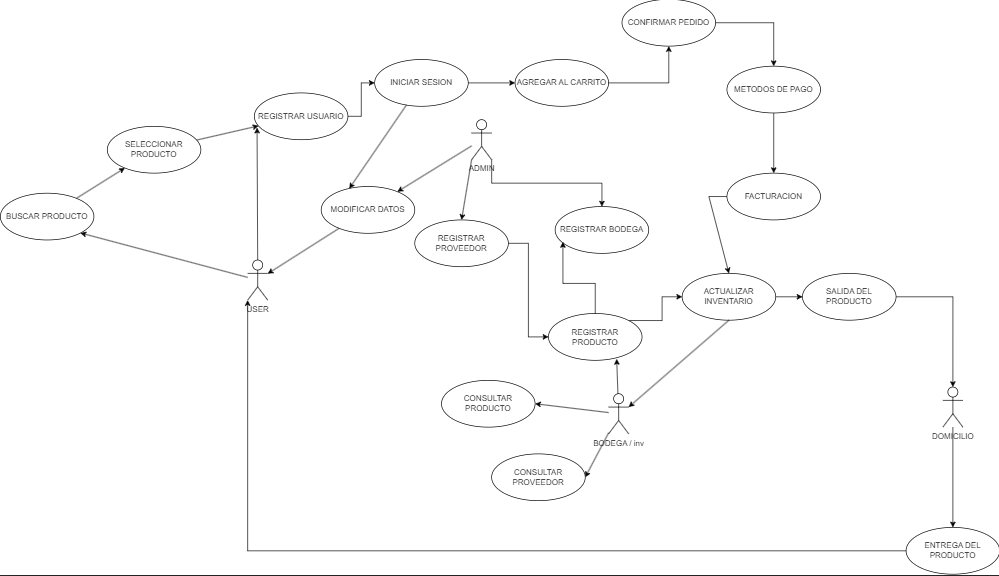 CONFIRMAR PEDIDO
INICIAR SESION
AGREGAR AL CARRITO
METODOS DE PAGO
REGISTRAR USUARIO
SELECCIONAR
PRODUCTO
ADMIN
BUSCAR PRODUCTO
MODIFICAR DATOS
FACTURACION
REGISTRAR
PROVEEDOR
REGISTRAR BODEGA
USER
ACTUALIZAR
INVENTARIO
SALIDA DEL
PRODUCTO
REGISTRAR
PRODUCTO
CONSULTAR
PRODUCTO
BODEGA / inv
DOMICILIO
CONSULTAR
PROVEEDOR
ENTREGA DEL
PRODUCTO